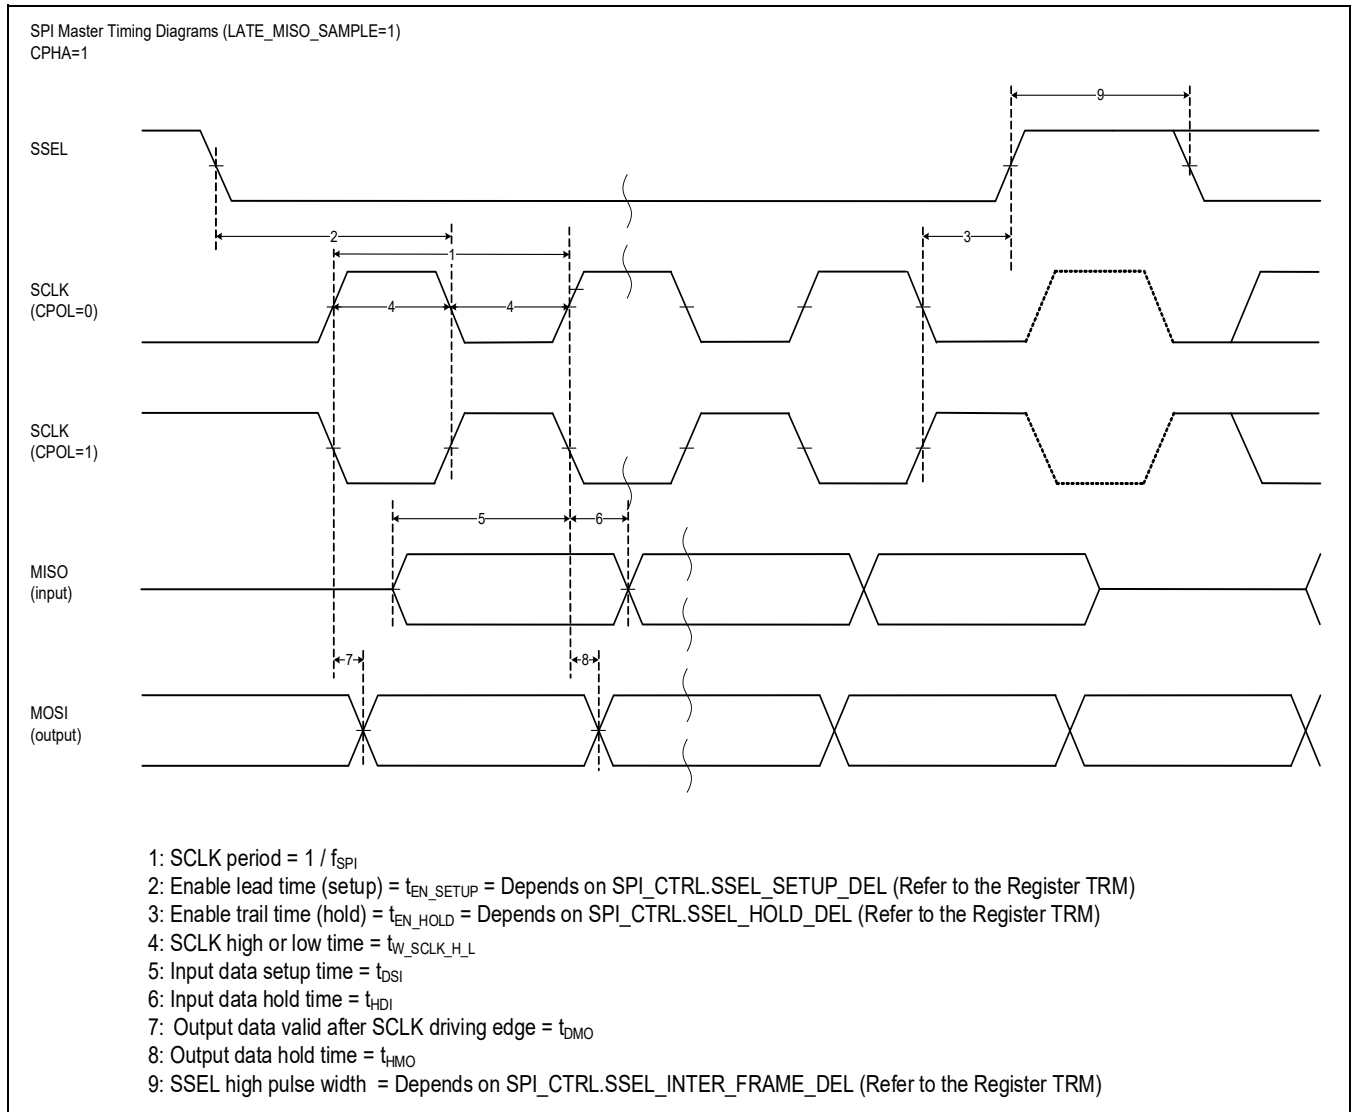 SPI Master Timing Diagrams (LATE_MISO_SAMPLE=1)
CPHA=1
9
SSEL
2
3
1
SCLK
(CPOL=0)
4
4
SCLK
(CPOL=1)
5
6
MISO
(input)
7
8
MOSI
(output)
1: SCLK period = 1 / fSPI
2: Enable lead time (setup) = tEN_SETUP = Depends on SPI_CTRL.SSEL_SETUP_DEL (Refer to the Register TRM)
3: Enable trail time (hold) = tEN_HOLD = Depends on SPI_CTRL.SSEL_HOLD_DEL (Refer to the Register TRM)
4: SCLK high or low time = tW_SCLK_H_L
5: Input data setup time = tDSI
6: Input data hold time = tHDI
7: Output data valid after SCLK driving edge = tDMO
8: Output data hold time = tHMO
9: SSEL high pulse width = Depends on SPI_CTRL.SSEL_INTER_FRAME_DEL (Refer to the Register TRM)